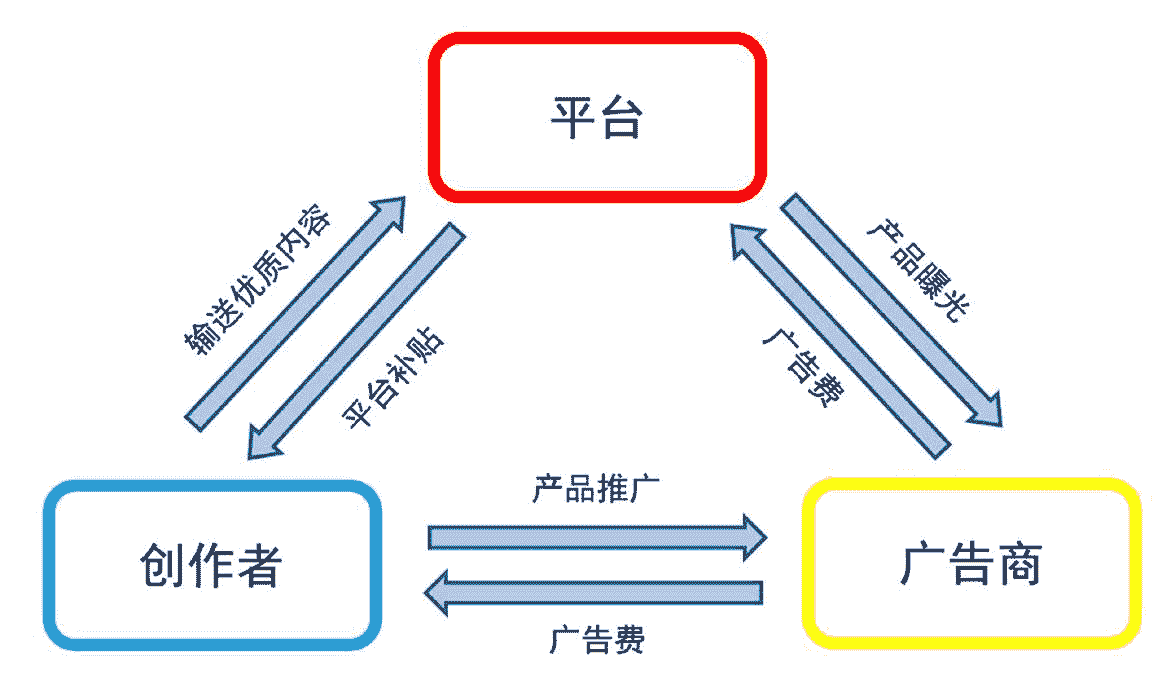 平台
输送优质内容
平台补贴
产品曝光
广告费
创作者
产品推广
广告费
广告商